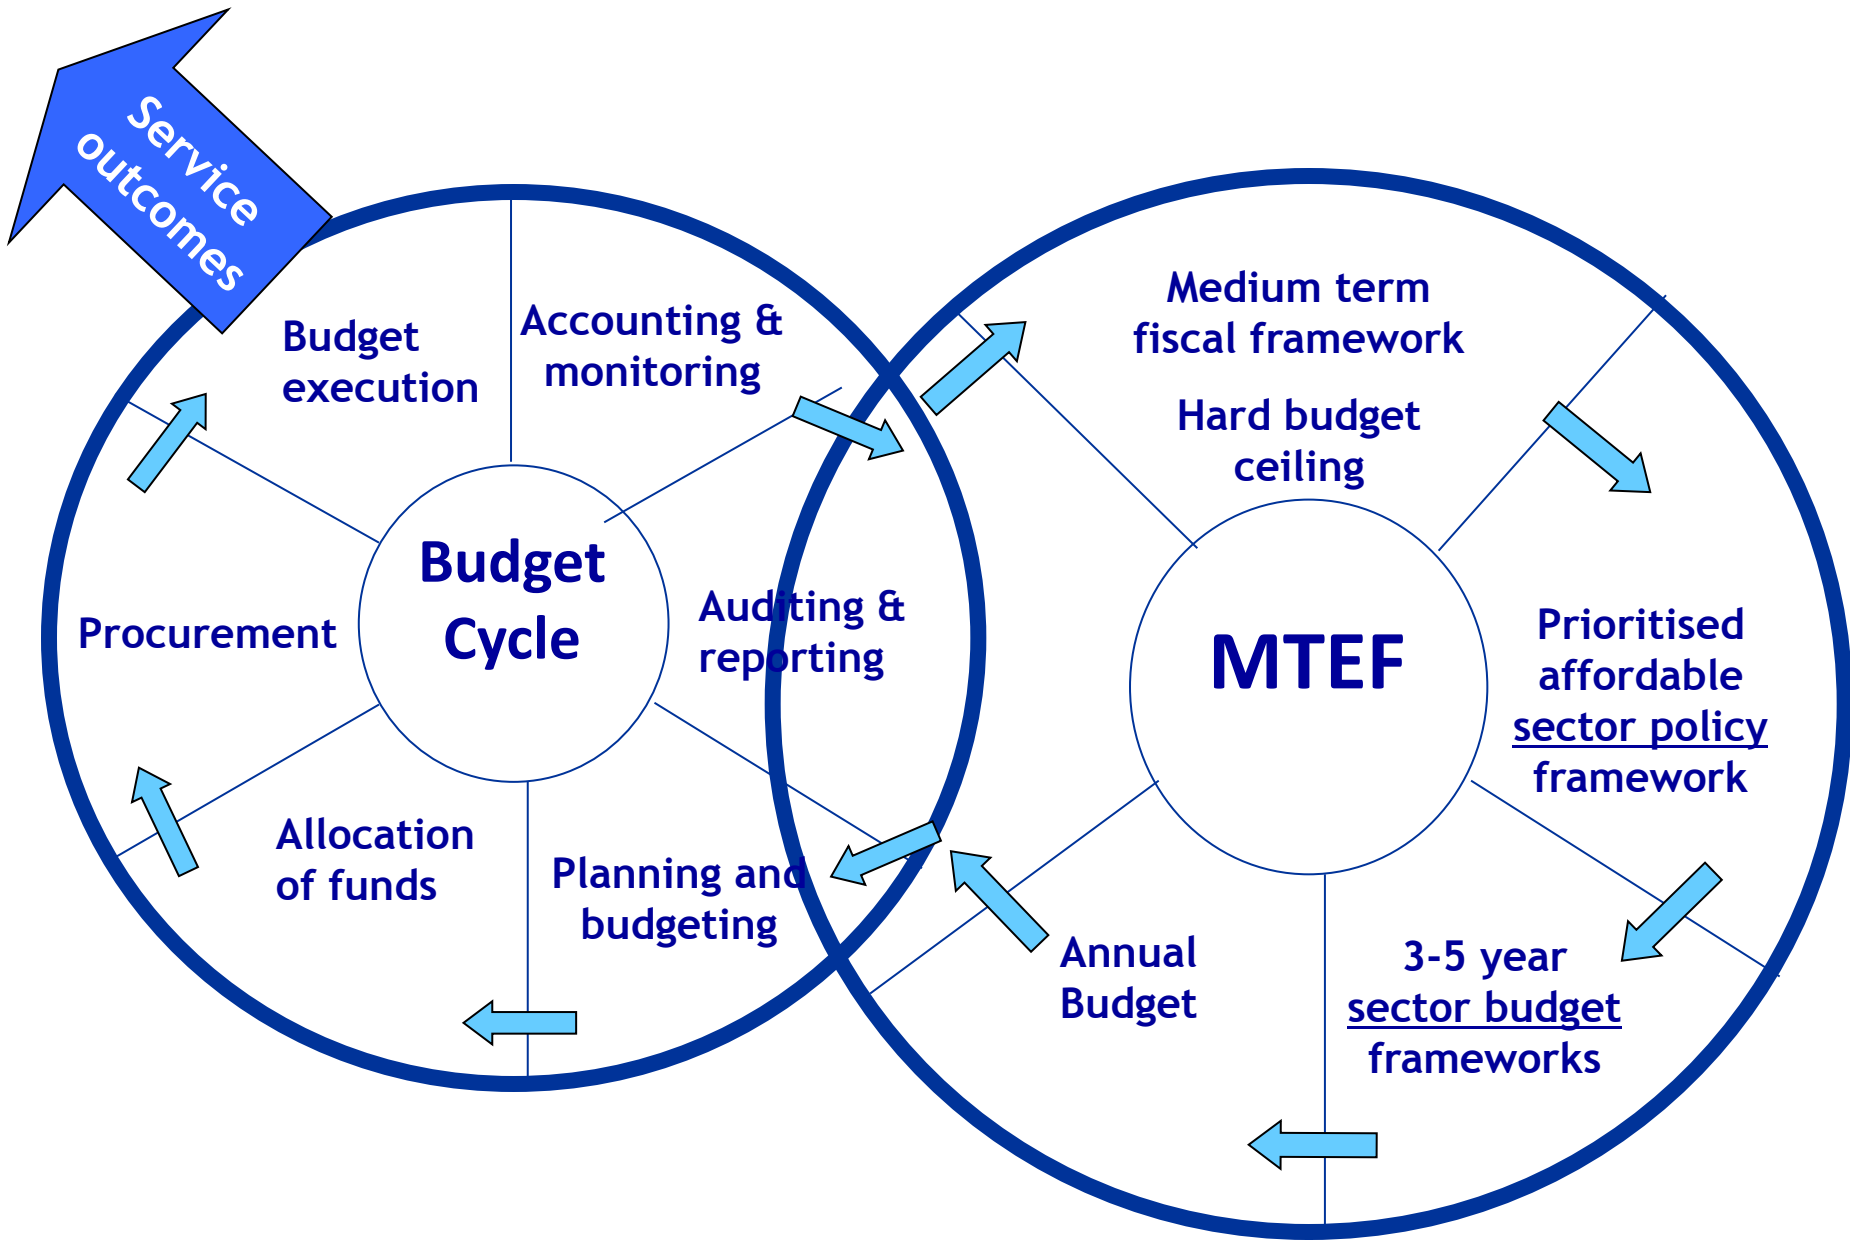 Service
outcomes
Budget
execution
Accounting &
monitoring
Budget
Cycle
Procurement
Auditing &
reporting
Allocation
of funds
Planning and
budgeting
Medium term
fiscal framework
Hard budget
ceiling
MTEF
Prioritised
affordable
sector policy
framework
3-5 year
sector budget
frameworks
Annual
Budget